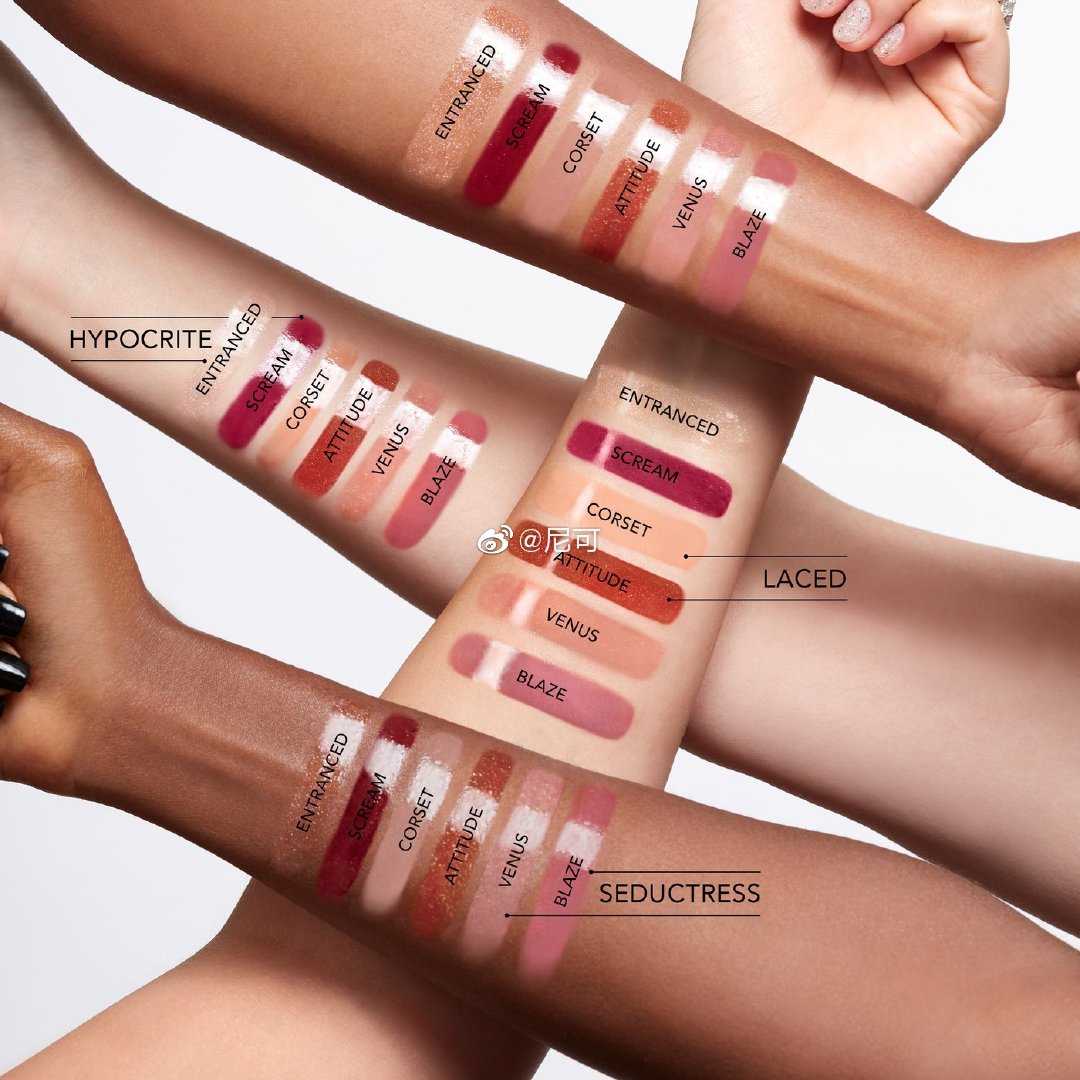 ENTRANCED
SCREAM
CORSET
ATTITUDE
VENUS
BLAZE
HYPOCRITE
ENTRANCED
SCREAM
CORSET
ATTITUDE
VENUS
BLAZE
ENTRANCED
SCREAM
CORSET
@尼可
ATTITUDE
LACED
VENUS
BLAZE
ENTRANCED
SCREAM
CORSET
ATTITUDE
VENUS
BLAZE
SEDUCTRESS